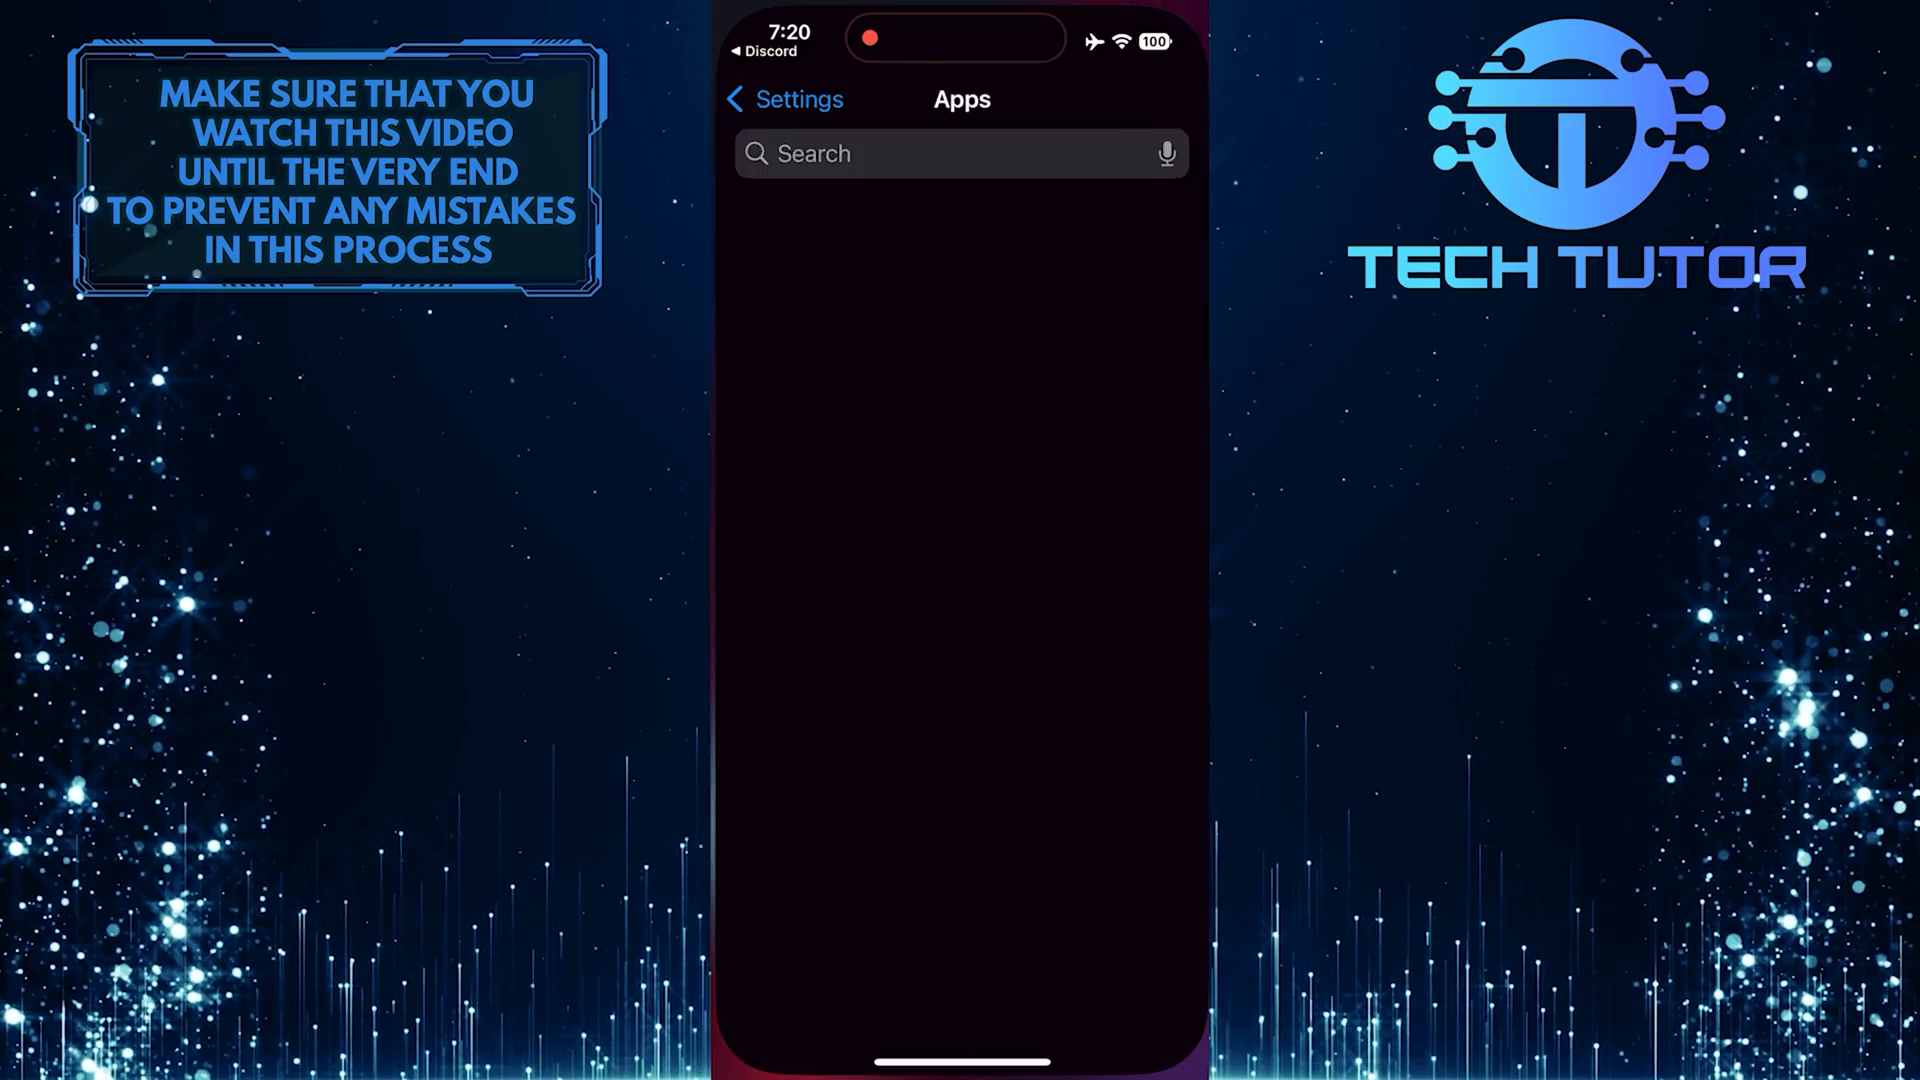 MAKE SURE THAT YOU
WATCH THIS VIDEO
UNTIL THE VERY END
TO PREVENT ANY MISTAKES
IN THIS PROCESS
7:20
Discord
100
Settings
Apps
Search
TECH TUTOR